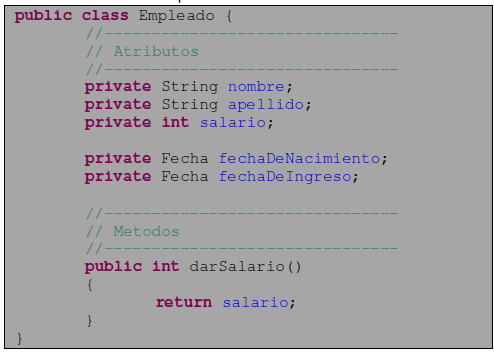 public class Empleado {
//-------------------------------
// Atributos
//-------------------------------
private String nombre;
private String apellido;
private int salario;
private Fecha fechaDeNacimiento;
private Fecha fechaDeIngreso;
//-------------------------------
// Metodos
//-------------------------------
public int darSalario()
{
return salario;
}
}